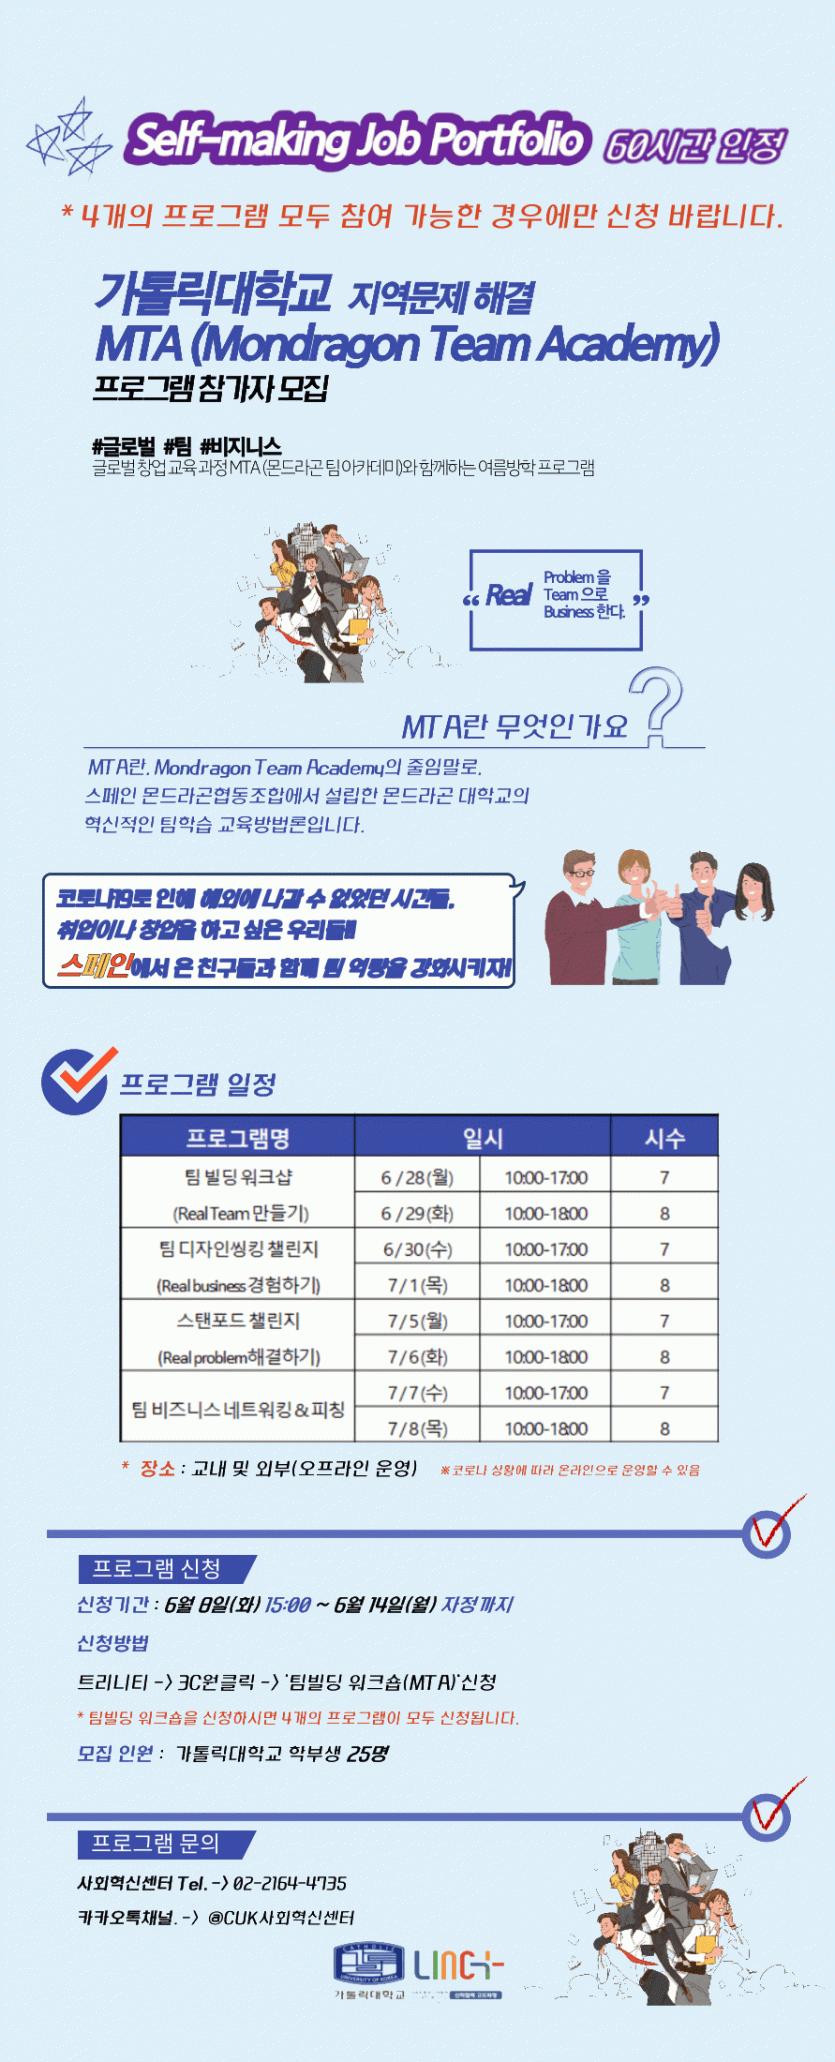 Self-making Job Portfolio 60시간 인정
* 4개의 프로그램 모두 참여 가능한 경우에만 신청 바랍니다.
가톨릭대학교 지역문제 해결
MTA (Mondragon Team Academy)
프로그램 참가자 모집
#글로벌 #팀 #비지니스
글로벌 창업 교육 과정 MTA (몬드라곤 팀 아카데미)와 함께하는 여름방학 프로그램
“ Real Problem 을
Team 으로
Business 한다. ”
MTA란 무엇인가요 ?
MTA란, Mondragon Team Academy의 줄임말로,
스페인 몬드라곤협동조합에서 설립한 몬드라곤 대학교의
혁신적인 팀학습 교육방법론입니다.
코로나19로 인해 해외에 나갈 수 없었던 시간들,
취업이나 창업을 하고 싶은 우리들!!
스페인에서 온 친구들과 함께 팀 역량을 강화시키자!
프로그램 일정
프로그램명 일시 시수
팀 빌딩 워크샵 6 / 28 (월) 10:00-17:00 7
(Real Team 만들기) 6 / 29 (화) 10:00-18:00 8
팀 디자인씽킹 챌린지 6/30 (수) 10:00-17:00 7
(Real business 경험하기) 7 / 1 (목) 10:00-18:00 8
스탠포드 챌린지 7 / 5 (월) 10:00-17:00 7
(Real problem해결하기) 7 / 6 (화) 10:00-18:00 8
팀 비즈니스 네트워킹 & 피칭 7 / 7 (수) 10:00-17:00 7
7 / 8 (목) 10:00-18:00 8
* 장소 : 교내 및 외부(오프라인 운영) ※ 코로나 상황에 따라 온라인으로 운영할 수 있음
프로그램 신청
신청기간 : 6월 8일(화) 15:00 ~ 6월 14일(월) 자정까지
신청방법
트리니티 -> 3C원클릭 -> '팀빌딩 워크숍(MTA)'신청
* 팀빌딩 워크숍을 신청하시면 4개의 프로그램이 모두 신청됩니다.
모집 인원 : 가톨릭대학교 학부생 25명
프로그램 문의
사회혁신센터 Tel. -> 02-2164-4735
카카오톡채널. -> @CUK사회혁신센터
CATHOLIC
UNIVERSITY OF KOREA
LINC+
가톨릭대학교